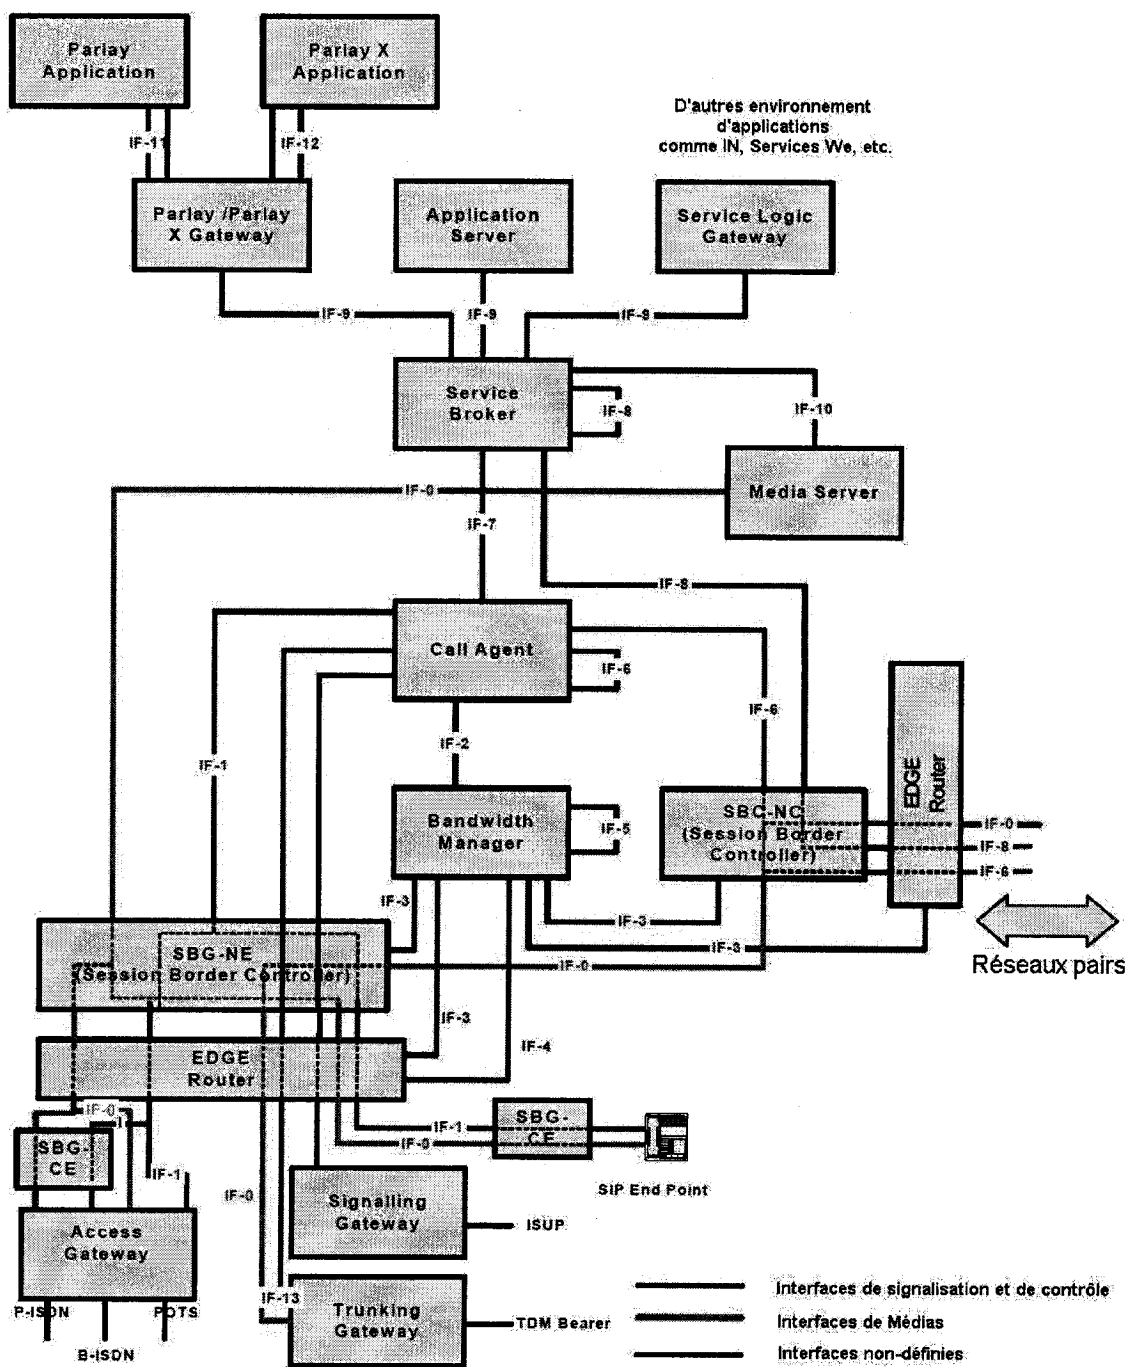 Parlay
Application
Parlay X
Application
D'autres environnement
d'applications
comme IN, Services We, etc.
IF-11
IF-12
Parlay /Parlay
X Gateway
Application
Server
Service Logic
Gateway
IF-9
IF-9
IF-9
Service
Broker
IF-8
IF-10
Media Server
IF-0
IF-7
IF-8
Call Agent
IF-6
IF-6
EDGE
Router
IF-2
IF-1
Bandwidth
Manager
IF-5
SBC-NC
(Session Border
Controller)
IF-0
IF-8
IF-6
IF-3
IF-3
IF-3
SBG-NE
(Session Border Controller)
IF-0
Réseaux pairs
IF-3
IF-4
EDGE
Router
IF-0
SBG-
CE
IF-1
IF-1
IF-0
SBG-
CE
SIP End Point
IF-0
Signalling
Gateway
ISUP
Access
Gateway
IF-13
Trunking
Gateway
TDM Bearer
P-ISDN
POTS
B-ISDN
Interfaces de signalisation et de contrôle
Interfaces de Médias
Interfaces non-définies